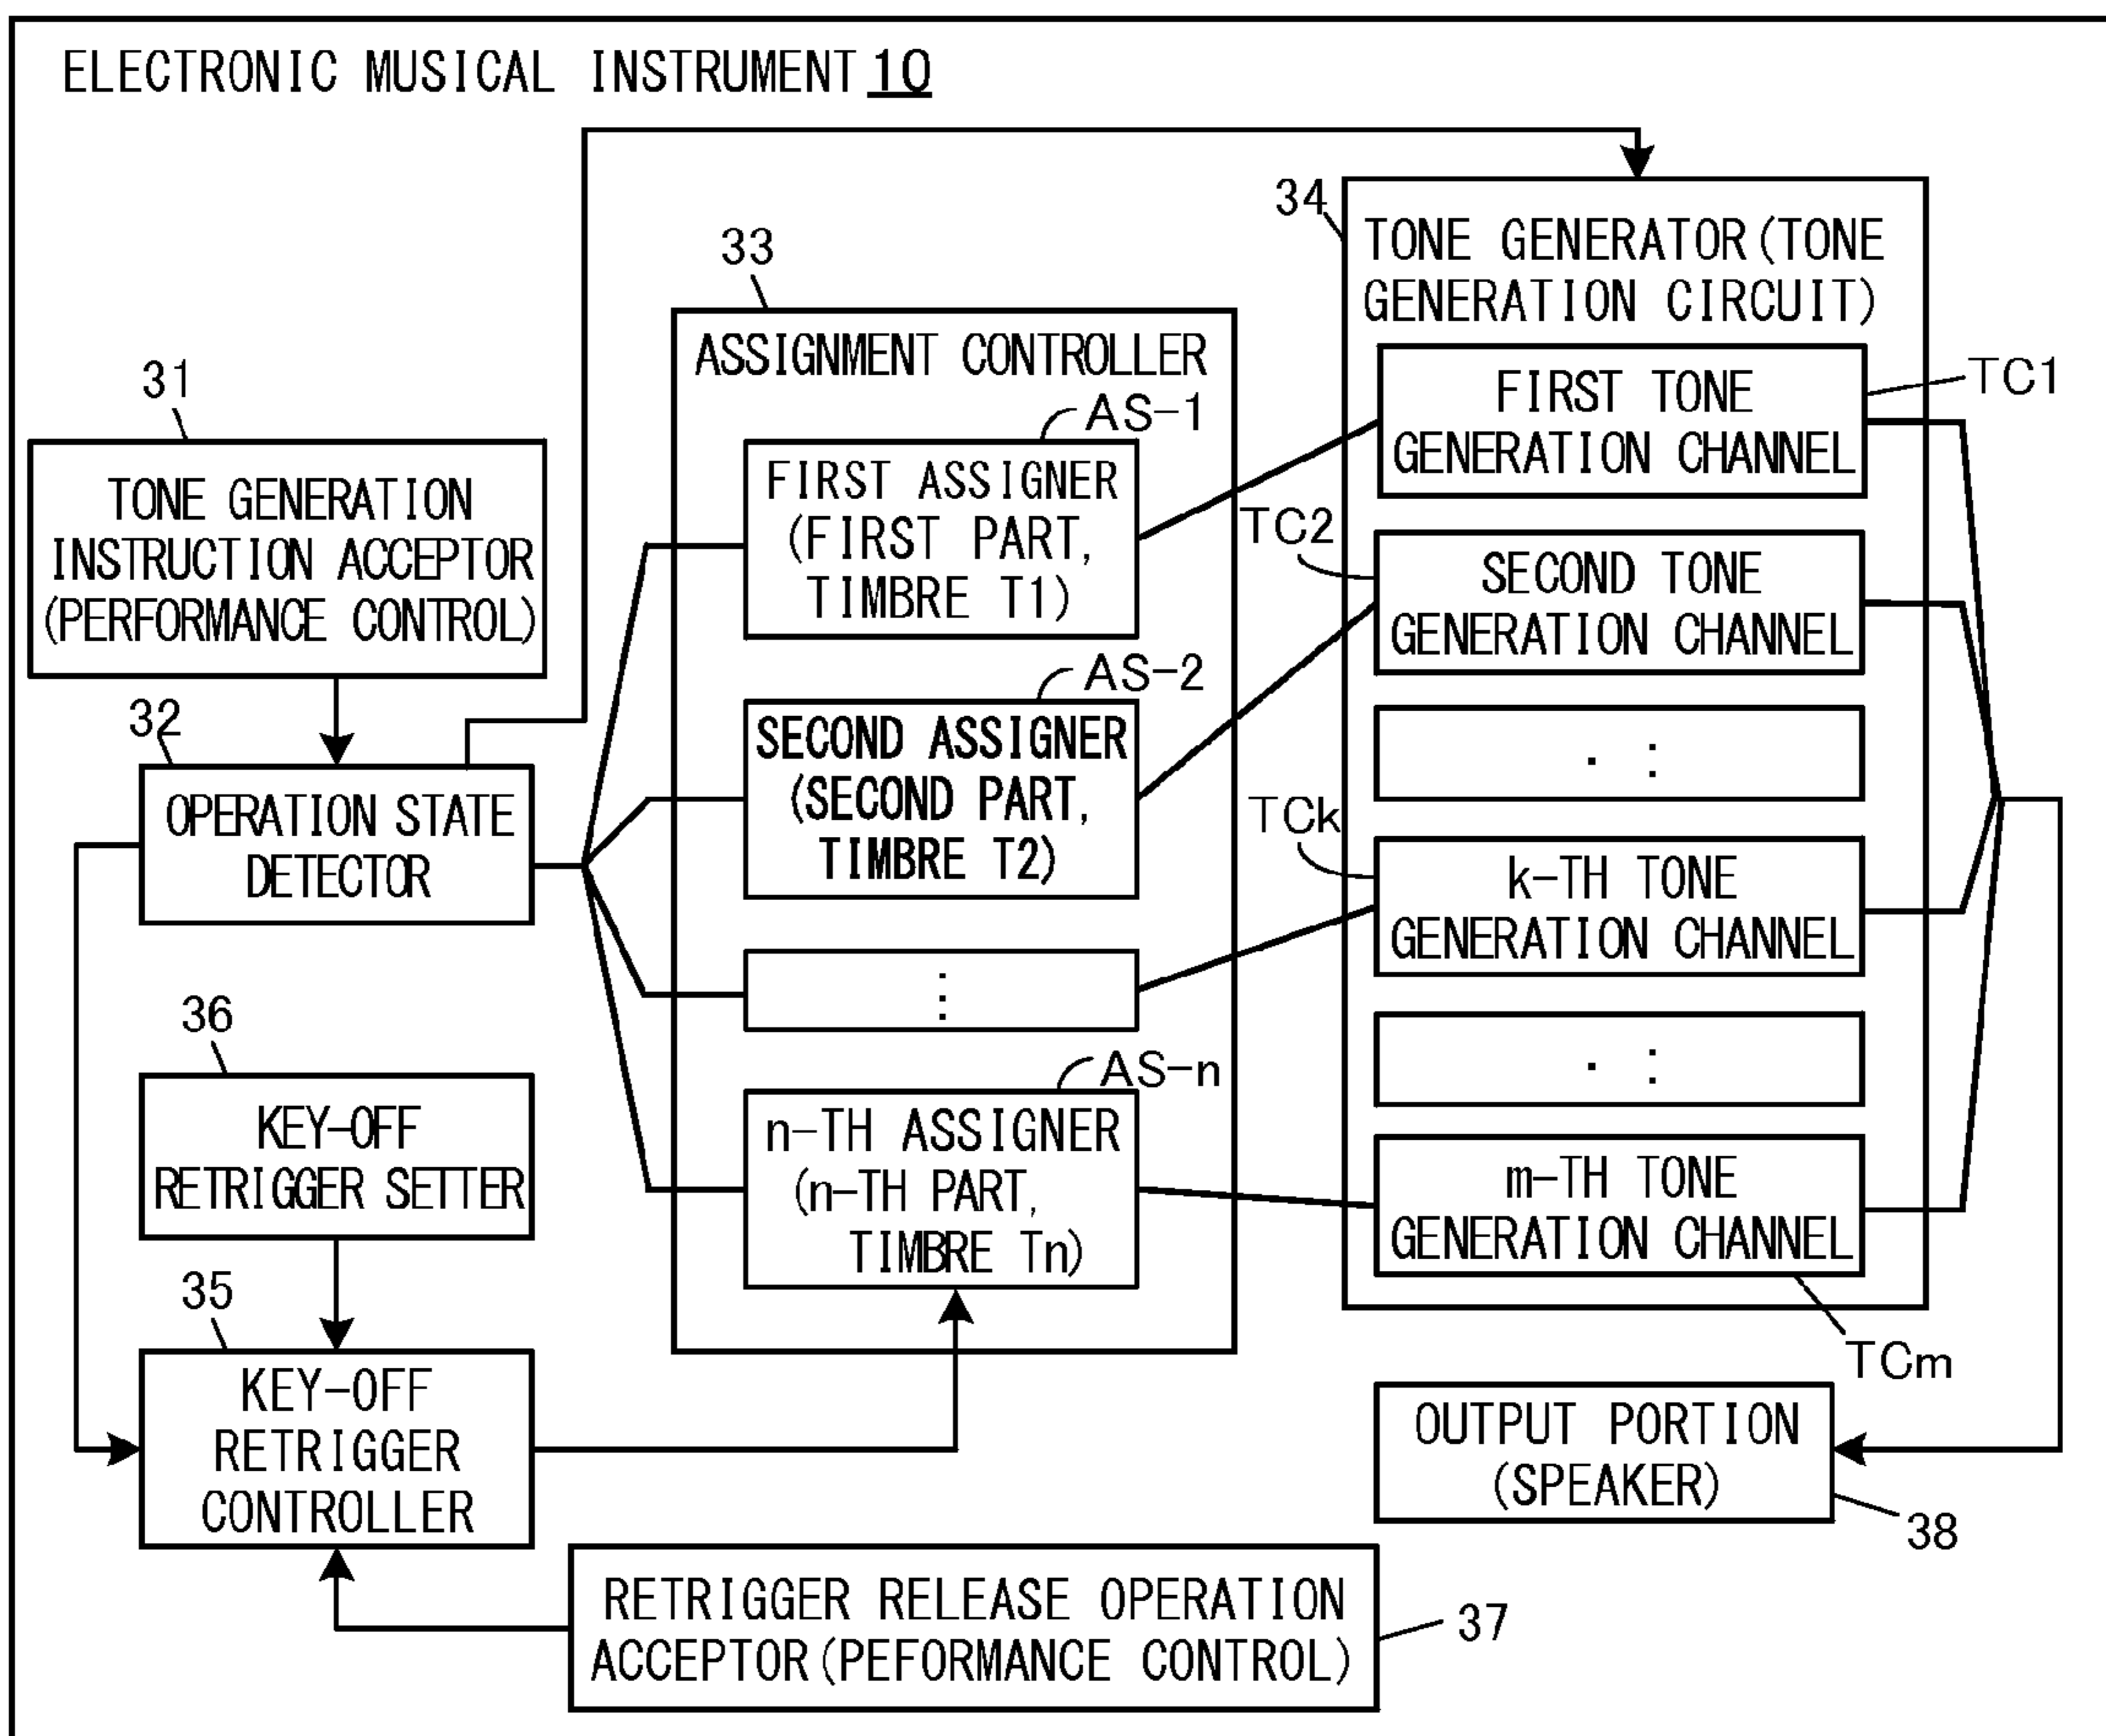 ELECTRONIC MUSICAL INSTRUMENT 10
34
TONE GENERATOR(TONE
GENERATION CIRCUIT)
33
ASSIGNMENT CONTROLLER
31
TONE GENERATION
INSTRUCTION ACCEPTOR
(PERFORMANCE CONTROL)
AS-1
FIRST ASSIGNER
(FIRST PART,
TIMBRE T1)
TC1
FIRST TONE
GENERATION CHANNEL
TC2
SECOND TONE
GENERATION CHANNEL
32
OPERATION STATE
DETECTOR
AS-2
SECOND ASSIGNER
(SECOND PART,
TIMBRE T2)
. :
TCk
k-TH TONE
GENERATION CHANNEL
:
. :
36
KEY-OFF
RETRIGGER SETTER
AS-n
n-TH ASSIGNER
(n-TH PART,
TIMBRE Tn)
m-TH TONE
GENERATION CHANNEL
TCm
35
KEY-OFF
RETRIGGER
CONTROLLER
OUTPUT PORTION
(SPEAKER)
38
RETRIGGER RELEASE OPERATION
ACCEPTOR(PEFORMANCE CONTROL)
37